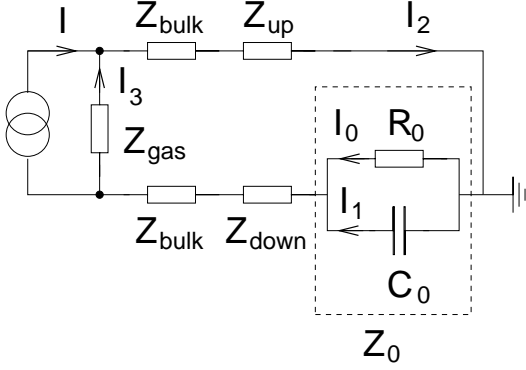 I Z_bulk Z_up I_2
I_3
Z_gas
I_0 R_0
I_1
Z_bulk Z_down
C_0
Z_0